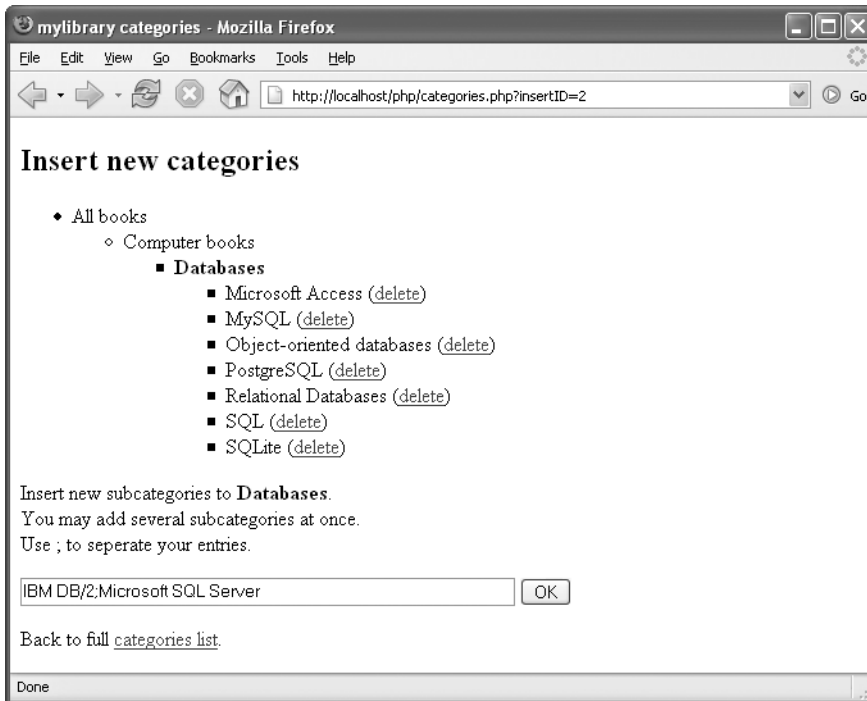 mylibrary categories - Mozilla Firefox
File Edit View Go Bookmarks Tools Help
http://localhost/php/categories.php?insertID=2 Go
Insert new categories
All books
Computer books
Databases
Microsoft Access (delete)
MySQL (delete)
Object-oriented databases (delete)
PostgreSQL (delete)
Relational Databases (delete)
SQL (delete)
SQLite (delete)
Insert new subcategories to Databases.
You may add several subcategories at once.
Use ; to seperate your entries.
IBM DB/2;Microsoft SQL Server OK
Back to full categories list.
Done